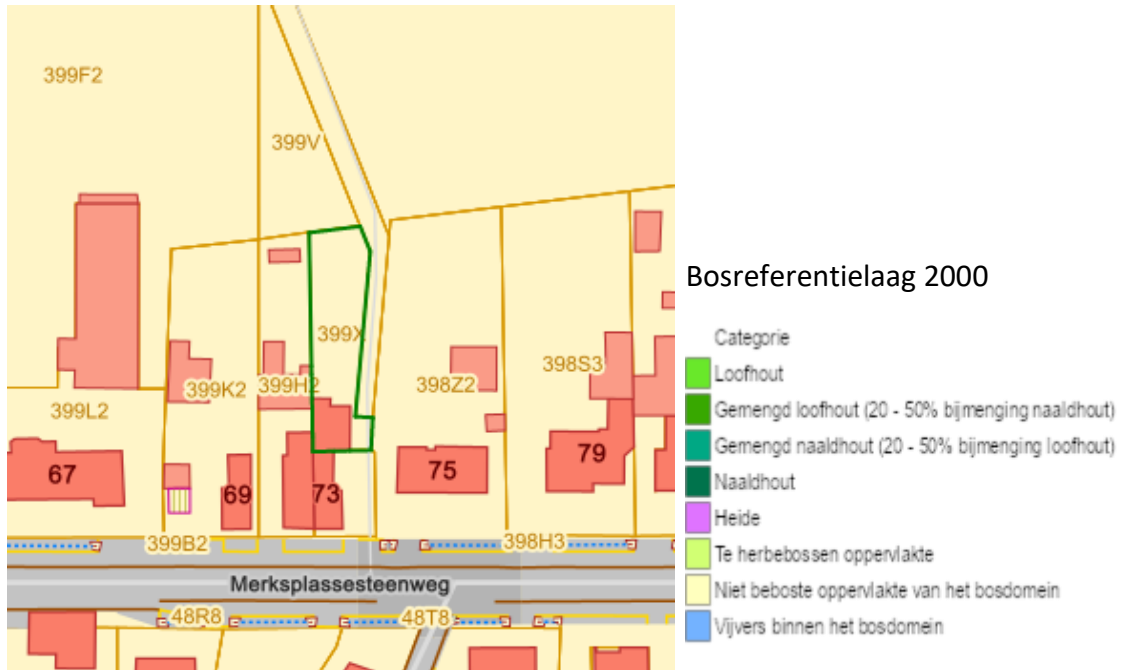 399F2
399V
399X
398S3
399K2
399H2
398Z2
399L2
67
69
73
75
79
399B2
398H3
Merksplassesteenweg
48R8
48T8
Bosreferentielaag 2000
Categorie
Loofhout
Gemengd loofhout (20 - 50% bijmenging naaldhout)
Gemengd naaldhout (20 - 50% bijmenging loofhout)
Naaldhout
Heide
Te herbebossen oppervlakte
Niet beboste oppervlakte van het bosdomein
Vijvers binnen het bosdomein